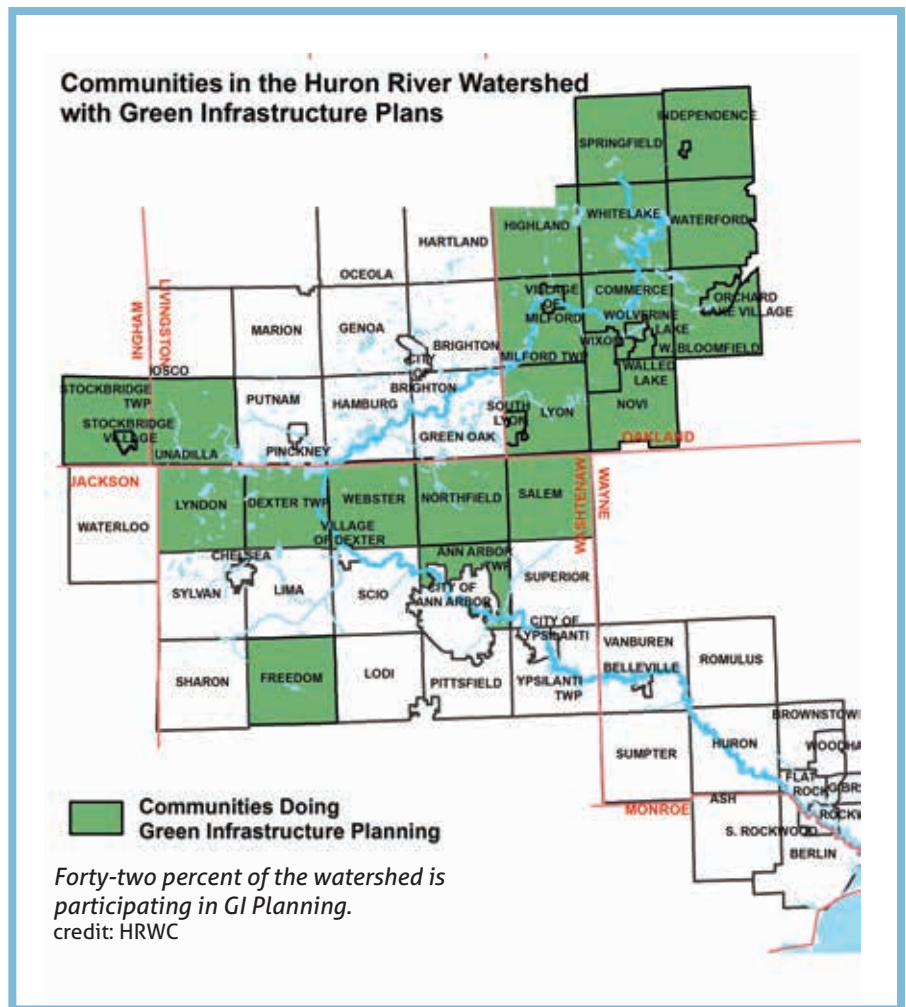 Communities in the Huron River Watershed
with Green Infrastructure Plans
INDEPENDENCE
SPRINGFIELD
WHITELAKE
WATERFORD
HIGHLAND
HARTLAND
OCEOLA
VILLAGE
OF
MILFORD
COMMERCE
ORCHARD
LAKE VILLAGE
WOLVERINE
LAKE
LIVINGSTON
INGHAM
MARION
GENOA
BRIGHTON
CITY
OF
BRIGHTON
MILFORD TWP
WIXOM
W. BLOOMFIELD
WALLED
LAKE
IOSCO
STOCKBRIDGE
TWP
PUTNAM
HAMBURG
SOUTH
LYON
LYON
NOVI
STOCKBRIDGE
VILLAGE
UNADILLA
PINCKNEY
GREEN OAK
OAKLAND
JACKSON
WATERLOO
LYNDON
DEXTER TWP
WEBSTER
NORTHFIELD
SALEM
WASHTENAW
WAYNE
VILLAGE
OF DEXTER
CHELSEA
ANN ARBOR
TWP
SYLVAN
LIMA
SCIO
CITY OF
ANN ARBOR
SUPERIOR
CITY OF
YPSILANTI
VANBUREN
BELLEVILLE
ROMULUS
SHARON
FREEDOM
LODI
PITTSFIELD
YPSILANTI
TWP
SUMPTER
HURON
BROWNSTOW
WOODHA
FLAT
ROCK
ROCKW
MONROE
ASH
S. ROCKWOOD
BERLIN
Communities Doing
Green Infrastructure Planning
Forty-two percent of the watershed is
participating in GI Planning.
credit: HRWC